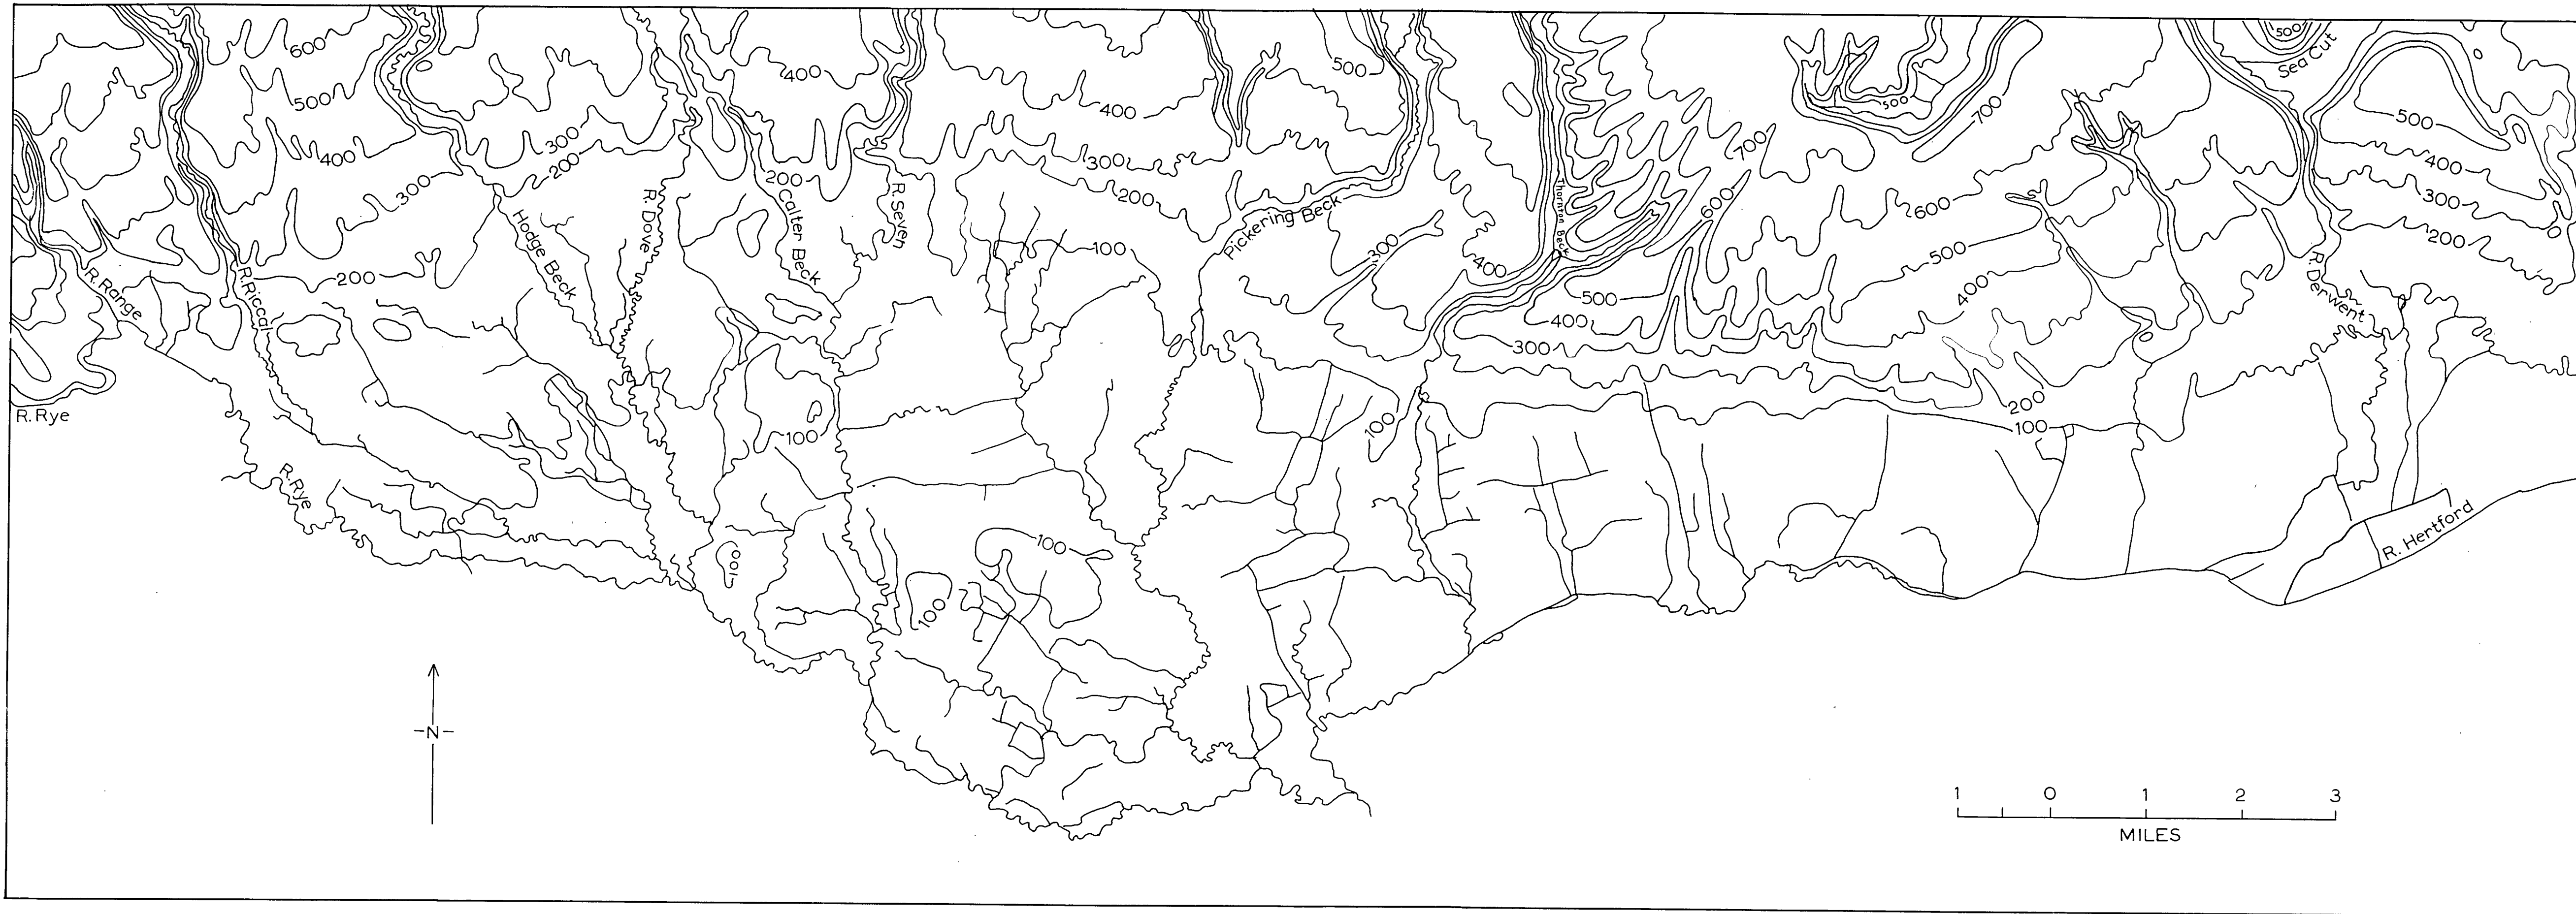 600
500
400
300
200
R. Range
R. Riccal
R. Rye
R. Rye
200
Hodge Beck
300
200
R. Dove
400
200
Calter Beck
R. Seven
400
300
200
100
500
Pickering Beck
300
400
Thornton Beck
500
400
300
700
600
500
700
600
500
400
200
100
500
Sea Cut
500
400
300
200
R. Derwent
R. Hertford
100
100
100
100
100
-N-
1 0 1 2 3
MILES